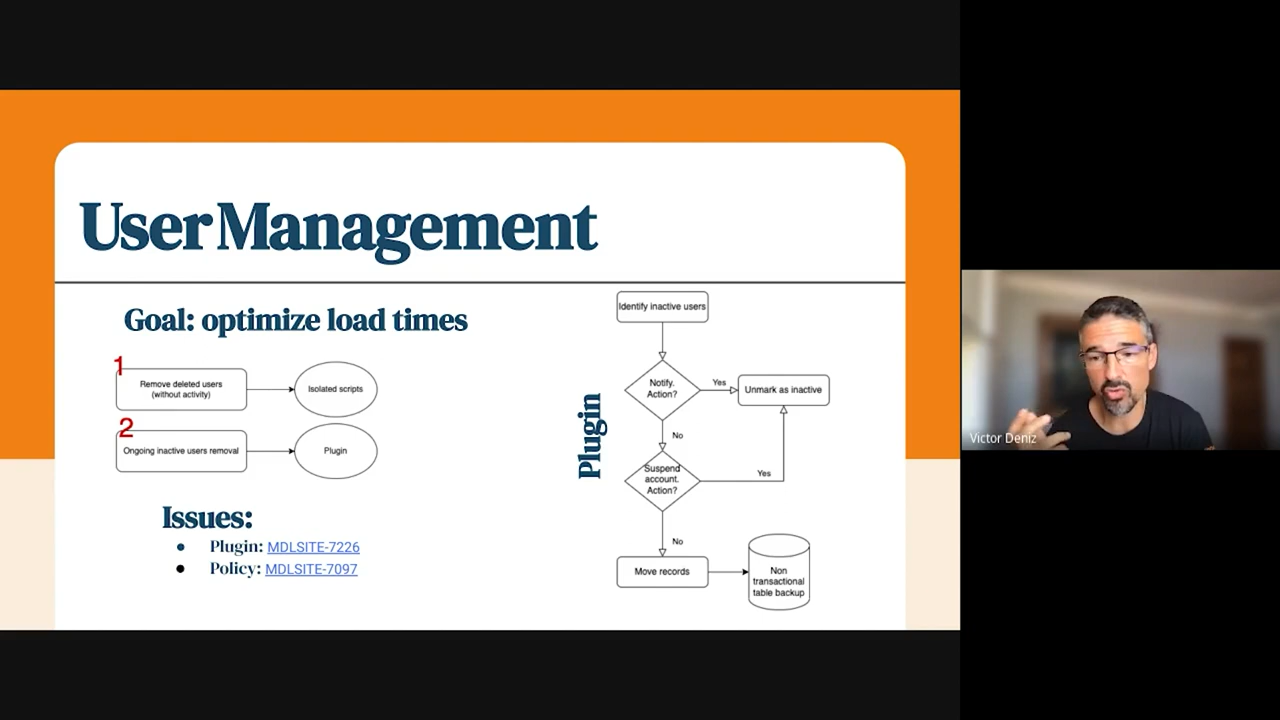 User Management
Goal: optimize load times
1
Remove deleted users
(without activity)
Isolated scripts
2
Ongoing inactive users removal
Plugin
Issues:
Plugin: MDLSITE-7226
Policy: MDLSITE-7097
Plugin
Identify inactive users
Notify.
Action?
Yes
Unmark as inactive
No
Suspend
account.
Action?
Yes
No
Move records
Non
transactional
table backup
Victor Deniz